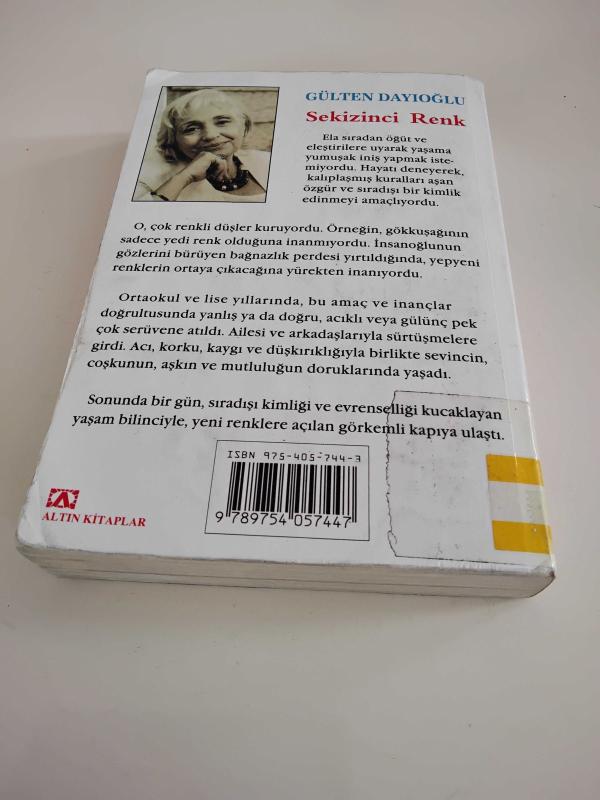 GÜLTEN DAYIOĞLU
Sekizinci Renk
Ela sıradan öğüt ve
eleştirilere uyarak yaşama
yumuşak iniş yapmak iste-
miyordu. Hayatı deneyerek,
kalıplaşmış kuralları aşan
özgür ve sıradışı bir kimlik
edinmeyi amaçlıyordu.
O, çok renkli düşler kuruyordu. Örneğin, gökkuşağının
sadece yedi renk olduğuna inanmıyordu. İnsanoğlunun
gözlerini bürüyen bağnazlık perdesi yırtıldığında, yepyeni
renklerin ortaya çıkacağına yürekten inanıyordu.
Ortaokul ve lise yıllarında, bu amaç ve inançlar
doğrultusunda yanlış ya da doğru, acıklı veya gülünç pek
çok serüvene atıldı. Ailesi ve arkadaşlarıyla sürtüşmelere
girdi. Acı, korku, kaygı ve düşkırıklığıyla birlikte sevincin,
coşkunun, aşkın ve mutluluğun doruklarında yaşadı.
Sonunda bir gün, sıradışı kimliği ve evrenselliği kucaklayan
yaşam bilinciyle, yeni renklere açılan görkemli kapıya ulaştı.
ISBN 975-405-744-3
9 789754 057447
ALTIN KİTAPLAR